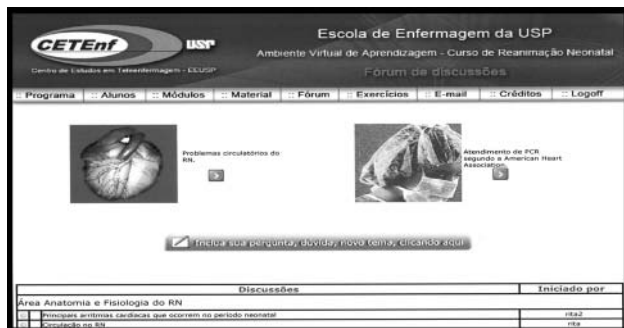 CETEnf
USP
Centro de Estudos em Telenfermagem - EEUSP
Escola de Enfermagem da USP
Ambiente Virtual de Aprendizagem - Curso de Reanimação Neonatal
Fórum de discussões
:: Programa :: Alunos :: Módulos :: Material :: Fórum :: Exercícios :: E-mail :: Créditos :: Logoff
Problemas circulatórios do
RN.
Atendimento de PCR
segundo a American Heart
Association.
Inclua sua pergunta, dúvida, novo tema, clicando aqui
Discussões
Iniciado por
Área Anatomia e Fisiologia do RN
Principais arritmias cardíacas que ocorrem no período neonatal
rita2
Circulação no RN
rita